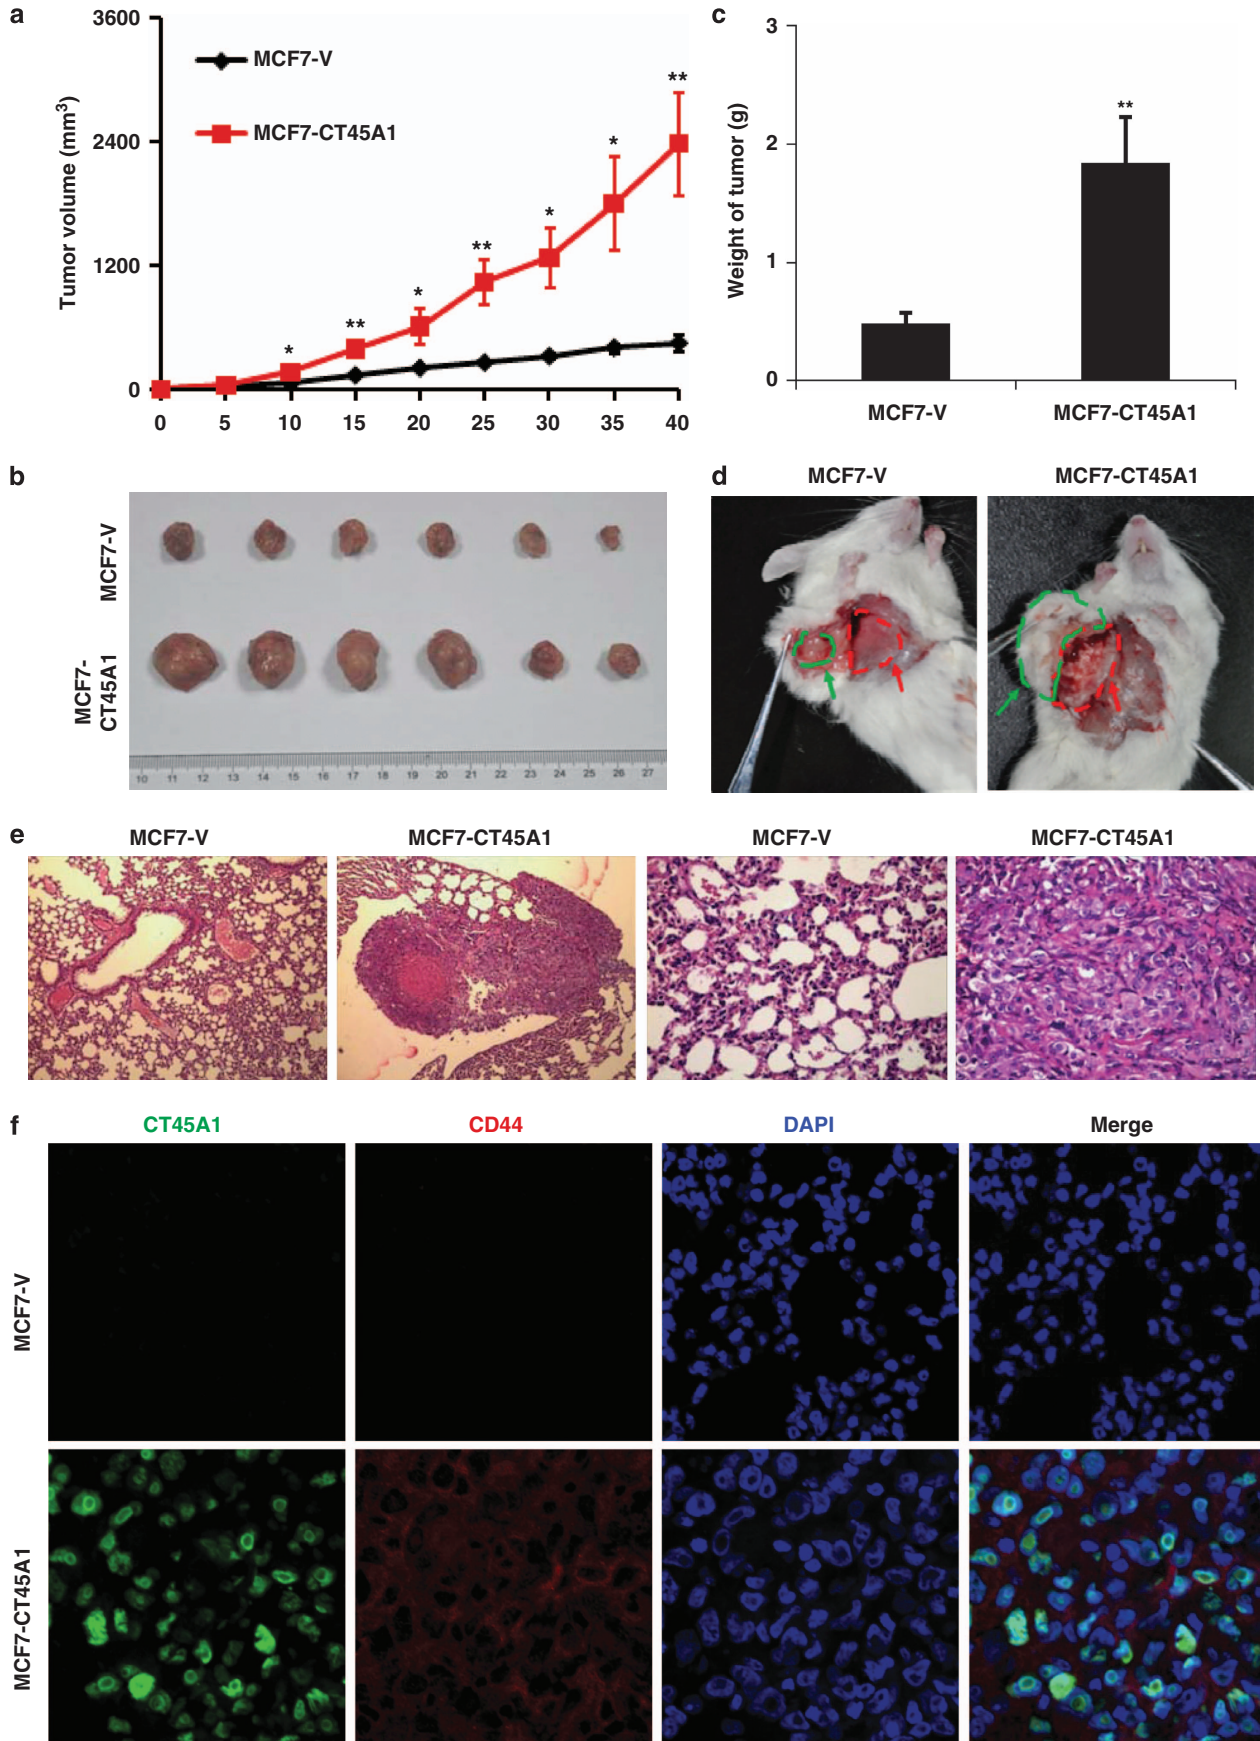 a
3600
2400
1200
0
Tumor volume (mm³)
MCF7-V
MCF7-CT45A1
*
**
*
**
*
*
**
0 5 10 15 20 25 30 35 40
c
3
2
1
0
Weight of tumor (g)
**
MCF7-V MCF7-CT45A1
b
MCF7-V
MCF7-
CT45A1
10 11 12 13 14 15 16 17 18 19 20 21 22 23 24 25 26 27
d
MCF7-V MCF7-CT45A1
e
MCF7-V MCF7-CT45A1 MCF7-V MCF7-CT45A1
f
CT45A1 CD44 DAPI Merge
MCF7-V
MCF7-CT45A1